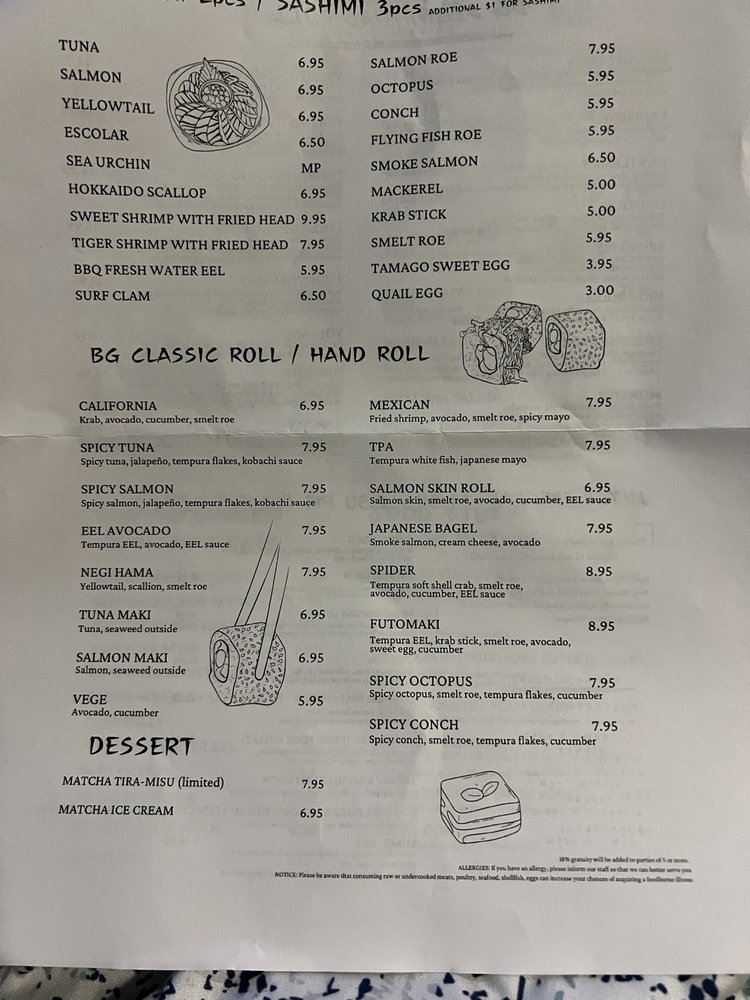 2pcs / SASHIMI 3pcs ADDITIONAL $1 FOR SASHIMI
TUNA 6.95
SALMON 6.95
YELLOWTAIL 6.95
ESCOLAR 6.50
SEA URCHIN MP
HOKKAIDO SCALLOP 6.95
SWEET SHRIMP WITH FRIED HEAD 9.95
TIGER SHRIMP WITH FRIED HEAD 7.95
BBQ FRESH WATER EEL 5.95
SURF CLAM 6.50
SALMON ROE 7.95
OCTOPUS 5.95
CONCH 5.95
FLYING FISH ROE 5.95
SMOKE SALMON 6.50
MACKEREL 5.00
KRAB STICK 5.00
SMELT ROE 5.95
TAMAGO SWEET EGG 3.95
QUAIL EGG 3.00
BG CLASSIC ROLL / HAND ROLL
CALIFORNIA 6.95
Krab, avocado, cucumber, smelt roe
SPICY TUNA 7.95
Spicy tuna, jalapeño, tempura flakes, kobachi sauce
SPICY SALMON 7.95
Spicy salmon, jalapeño, tempura flakes, kobachi sauce
EEL AVOCADO 7.95
Tempura EEL, avocado, EEL sauce
NEGI HAMA 7.95
Yellowtail, scallion, smelt roe
TUNA MAKI 6.95
Tuna, seaweed outside
SALMON MAKI 6.95
Salmon, seaweed outside
VEGE 5.95
Avocado, cucumber
MEXICAN 7.95
Fried shrimp, avocado, smelt roe, spicy mayo
TPA 7.95
Tempura white fish, japanese mayo
SALMON SKIN ROLL 6.95
Salmon skin, smelt roe, avocado, cucumber, EEL sauce
JAPANESE BAGEL 7.95
Smoke salmon, cream cheese, avocado
SPIDER 8.95
Tempura soft shell crab, smelt roe,
avocado, cucumber, EEL sauce
FUTOMAKI 8.95
Tempura EEL, krab stick, smelt roe, avocado,
sweet egg, cucumber
SPICY OCTOPUS 7.95
Spicy octopus, smelt roe, tempura flakes, cucumber
SPICY CONCH 7.95
Spicy conch, smelt roe, tempura flakes, cucumber
DESSERT
MATCHA TIRA-MISU (limited) 7.95
MATCHA ICE CREAM 6.95
18% gratuity will be added to parties of 5 or more.
ALLERGIES: If you have an allergy, please inform our staff so that we can better serve you
NOTICE: Please be aware that consuming raw or undercooked meats, poultry, seafood, shellfish, eggs can increase your chances of acquiring a foodborne illness